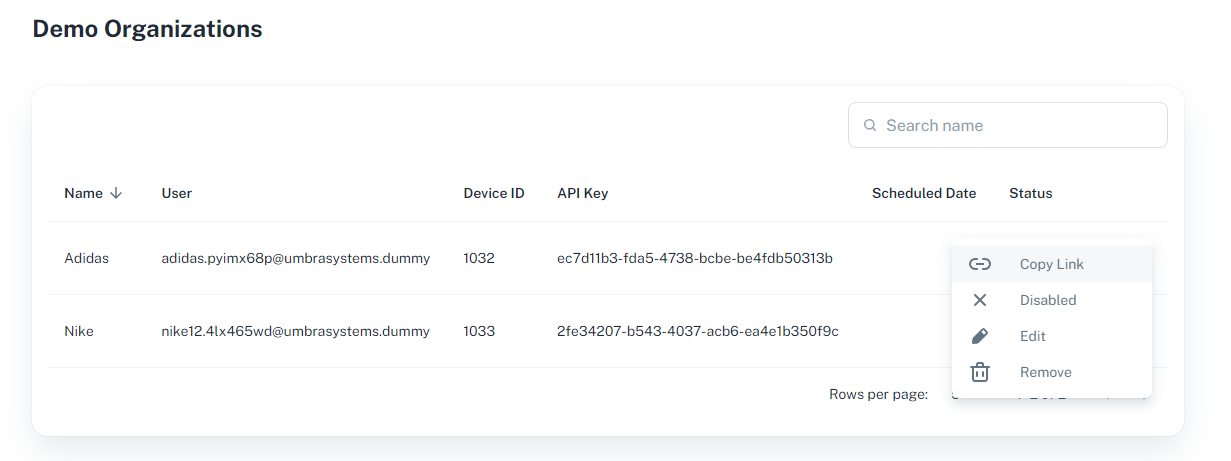 Demo Organizations
Search name
Name User Device ID API Key Scheduled Date Status
Adidas adidas.pyimx68p@umbrasystems.dummy 1032 ec7d11b3-fda5-4738-bcbe-be4fdb50313b
Copy Link
Disabled
Nike nike12.4lx465wd@umbrasystems.dummy 1033 2fe34207-b543-4037-acb6-ea4e1b350f9c
Edit
Remove
Rows per page: